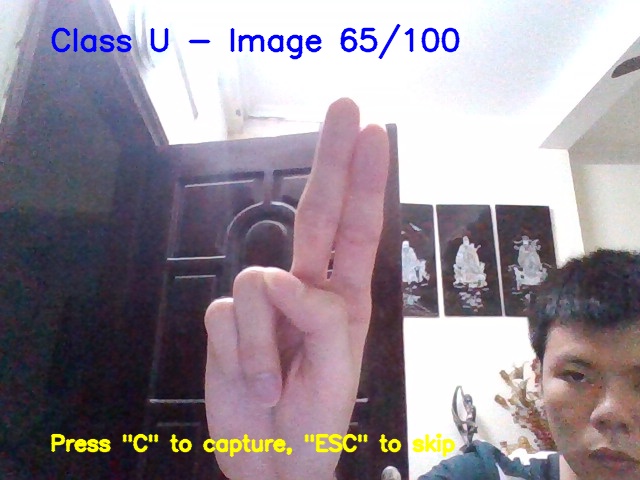 Class U - Image 65/100
Press "C" to capture, "ESC" to skip